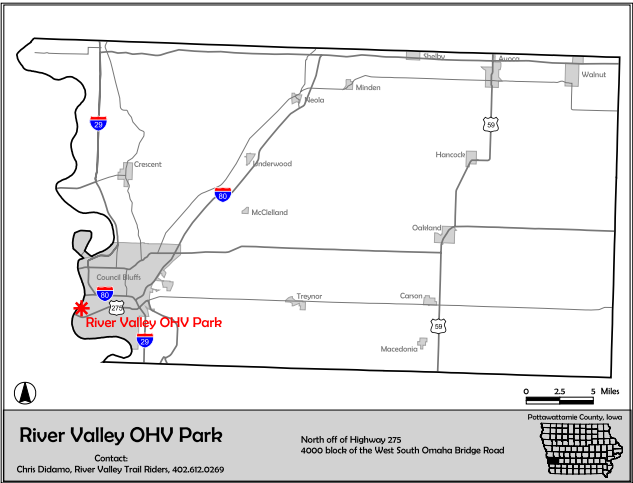 Shelby
Avoca
Walnut
Minden
Neola
29
59
Crescent
Underwood
Hancock
80
McClelland
Oakland
Council Bluffs
80
275
Treynor
Carson
River Valley OHV Park
59
29
Macedonia
0 2.5 5 Miles
Pottawattamie County, Iowa
River Valley OHV Park
North off of Highway 275
4000 block of the West South Omaha Bridge Road
Contact:
Chris Didamo, River Valley Trail Riders, 402.612.0269